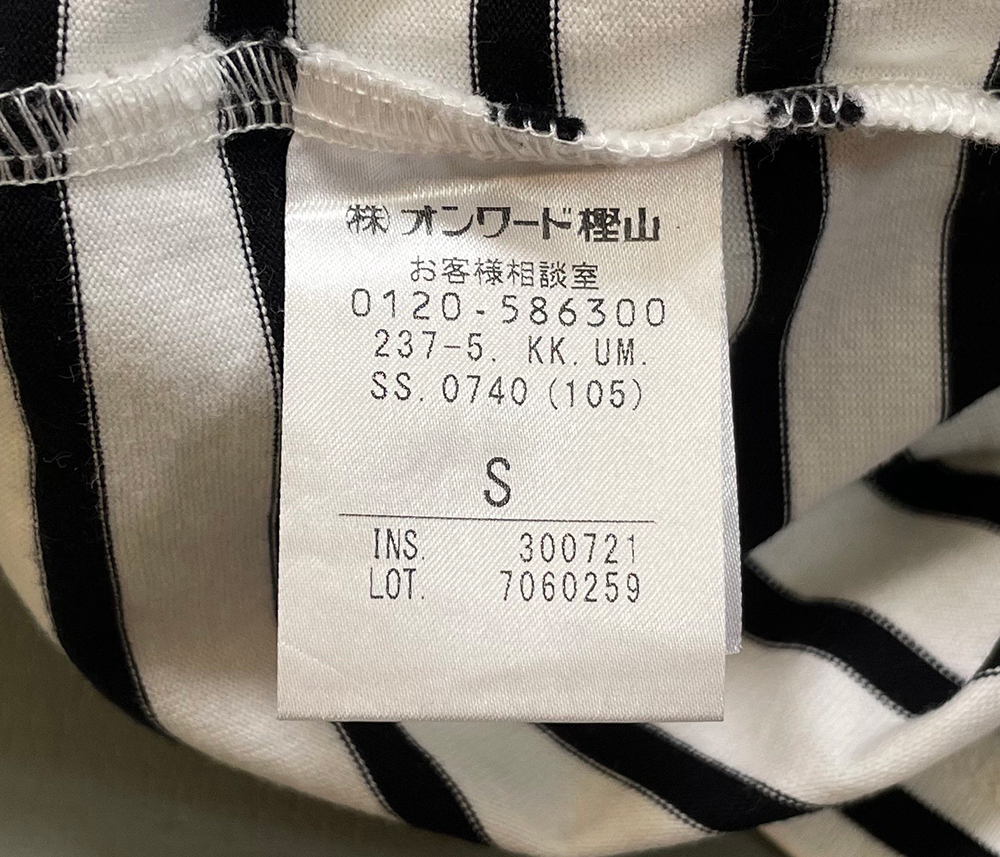 ㈱オンワード樫山
お客様相談室
0120-586300
237-5. KK. UM.
SS. 0740 (105)
S
INS. 300721
LOT. 7060259